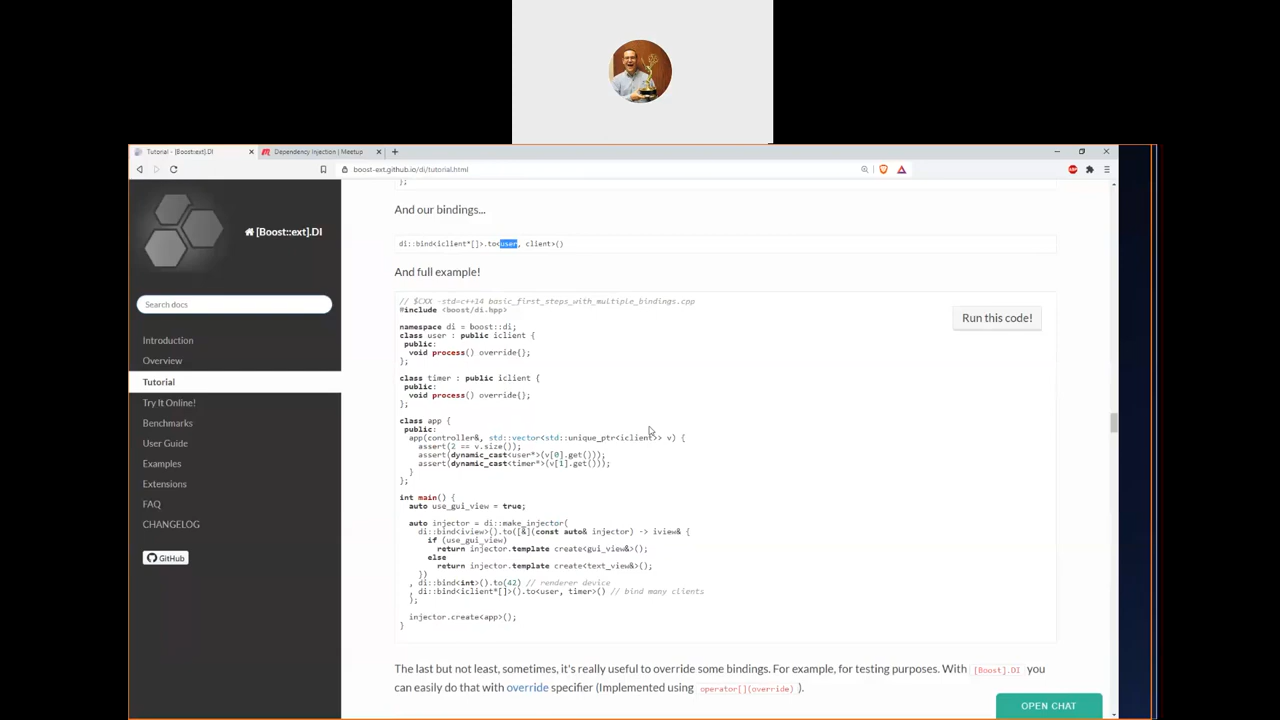 Tutorial - [Boost::ext].DI
Dependency Injection | Meetup
boost-ext.github.io/di/tutorial.html
[Boost::ext].DI
Search docs
Introduction
Overview
Tutorial
Try It Online!
Benchmarks
User Guide
Examples
Extensions
FAQ
CHANGELOG
GitHub
};
And our bindings...
di::bind<iclient*[]>.to<user, client>()
And full example!
// $CXX -std=c++14 basic_first_steps_with_multiple_bindings.cpp
#include <boost/di.hpp>
Run this code!
namespace di = boost::di;
class user : public iclient {
public:
void process() override{};
};
class timer : public iclient {
public:
void process() override{};
};
class app {
public:
app(controller&, std::vector<std::unique_ptr<iclient>> v) {
assert(2 == v.size());
assert(dynamic_cast<user*>(v[0].get()));
assert(dynamic_cast<timer*>(v[1].get()));
}
};
int main() {
auto use_gui_view = true;
auto injector = di::make_injector(
di::bind<iview>().to([&](const auto& injector) -> iview& {
if (use_gui_view)
return injector.template create<gui_view&>();
else
return injector.template create<text_view&>();
})
, di::bind<int>().to(42) // renderer device
, di::bind<iclient*[]>().to<user, timer>() // bind many clients
);
injector.create<app>();
}
The last but not least, sometimes, it's really useful to override some bindings. For example, for testing purposes. With [Boost].DI you
can easily do that with override specifier (Implemented using operator[](override) ).
OPEN CHAT